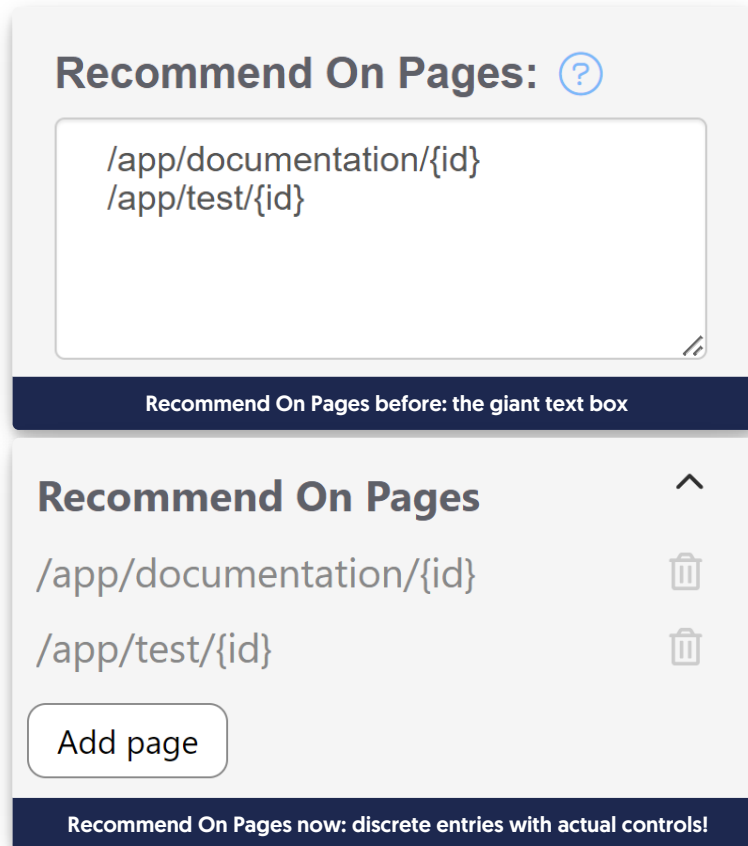 Recommend On Pages: ?
/app/documentation/{id}
/app/test/{id}
Recommend On Pages before: the giant text box
Recommend On Pages
/app/documentation/{id}
/app/test/{id}
Add page
Recommend On Pages now: discrete entries with actual controls!